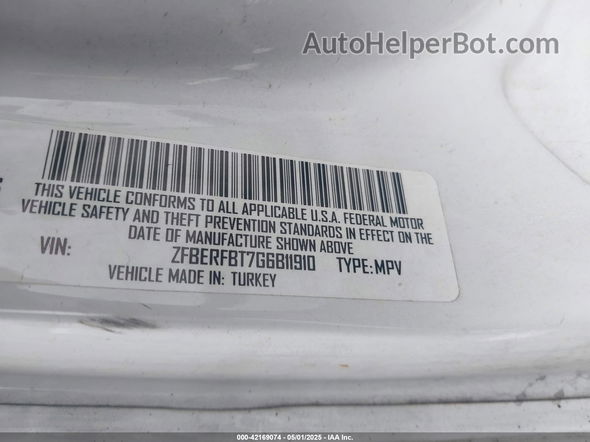 AutoHelperBot.com
THIS VEHICLE CONFORMS TO ALL APPLICABLE U.S.A. FEDERAL MOTOR
VEHICLE SAFETY AND THEFT PREVENTION STANDARDS IN EFFECT ON THE
DATE OF MANUFACTURE SHOWN ABOVE
VIN: ZFBERFBT7G6B11910 TYPE: MPV
VEHICLE MADE IN: TURKEY
000-42169074 - 05/01/2025 - IAA Inc.